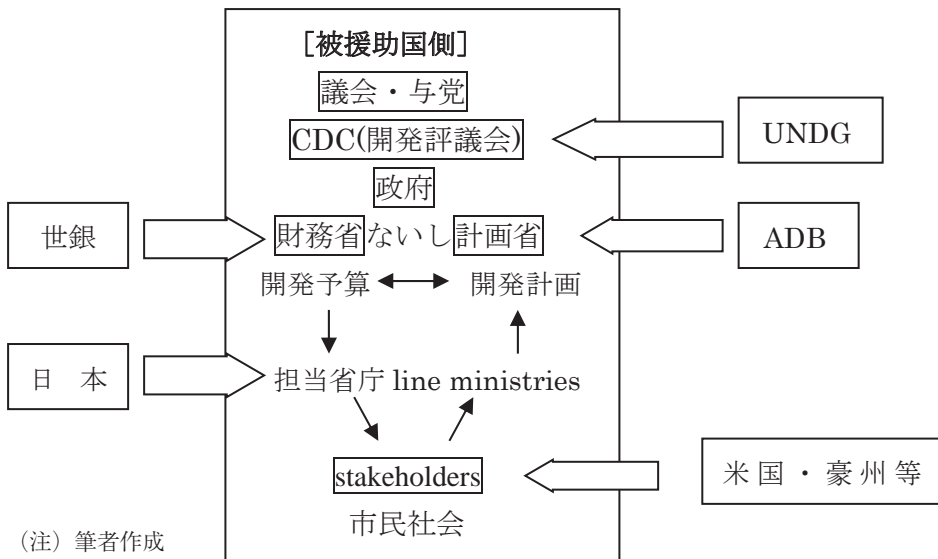 [被援助国側]
議会・与党
CDC(開発評議会)
UNDG
政府
世銀
財務省ないし計画省
ADB
開発予算
開発計画
日 本
担当省庁 line ministries
stakeholders
米 国 ・ 豪 州 等
市民社会
(注)筆者作成